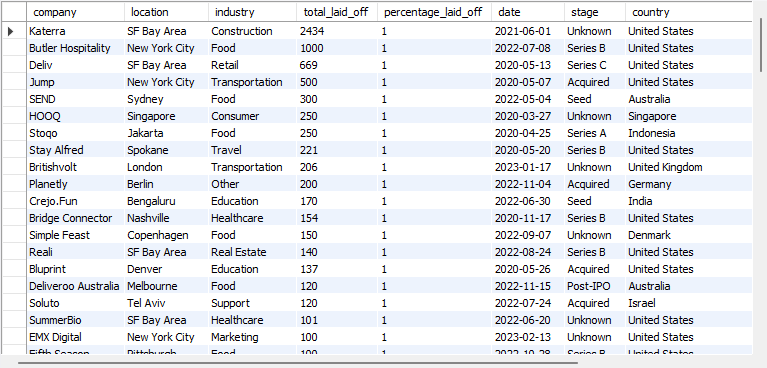 company location industry total_laid_off percentage_laid_off date stage country
Katerra SF Bay Area Construction 2434 1 2021-06-01 Unknown United States
Butler Hospitality New York City Food 1000 1 2022-07-08 Series B United States
Deliv SF Bay Area Retail 669 1 2020-05-13 Series C United States
Jump New York City Transportation 500 1 2020-05-07 Acquired United States
SEND Sydney Food 300 1 2022-05-04 Seed Australia
HOOQ Singapore Consumer 250 1 2020-03-27 Unknown Singapore
Stoqo Jakarta Food 250 1 2020-04-25 Series A Indonesia
Stay Alfred Spokane Travel 221 1 2020-05-20 Series B United States
Britishvolt London Transportation 206 1 2023-01-17 Unknown United Kingdom
Planetly Berlin Other 200 1 2022-11-04 Acquired Germany
Crejo.Fun Bengaluru Education 170 1 2022-06-30 Seed India
Bridge Connector Nashville Healthcare 154 1 2020-11-17 Series B United States
Simple Feast Copenhagen Food 150 1 2022-09-07 Unknown Denmark
Reali SF Bay Area Real Estate 140 1 2022-08-24 Series B United States
Bluprint Denver Education 137 1 2020-05-26 Acquired United States
Deliveroo Australia Melbourne Food 120 1 2022-11-15 Post-IPO Australia
Soluto Tel Aviv Support 120 1 2022-07-24 Acquired Israel
SummerBio SF Bay Area Healthcare 101 1 2022-06-20 Unknown United States
EMX Digital New York City Marketing 100 1 2023-02-13 Unknown United States
Fifth Season Pittsburgh Food 100 1 2022-10-28 Series B United States